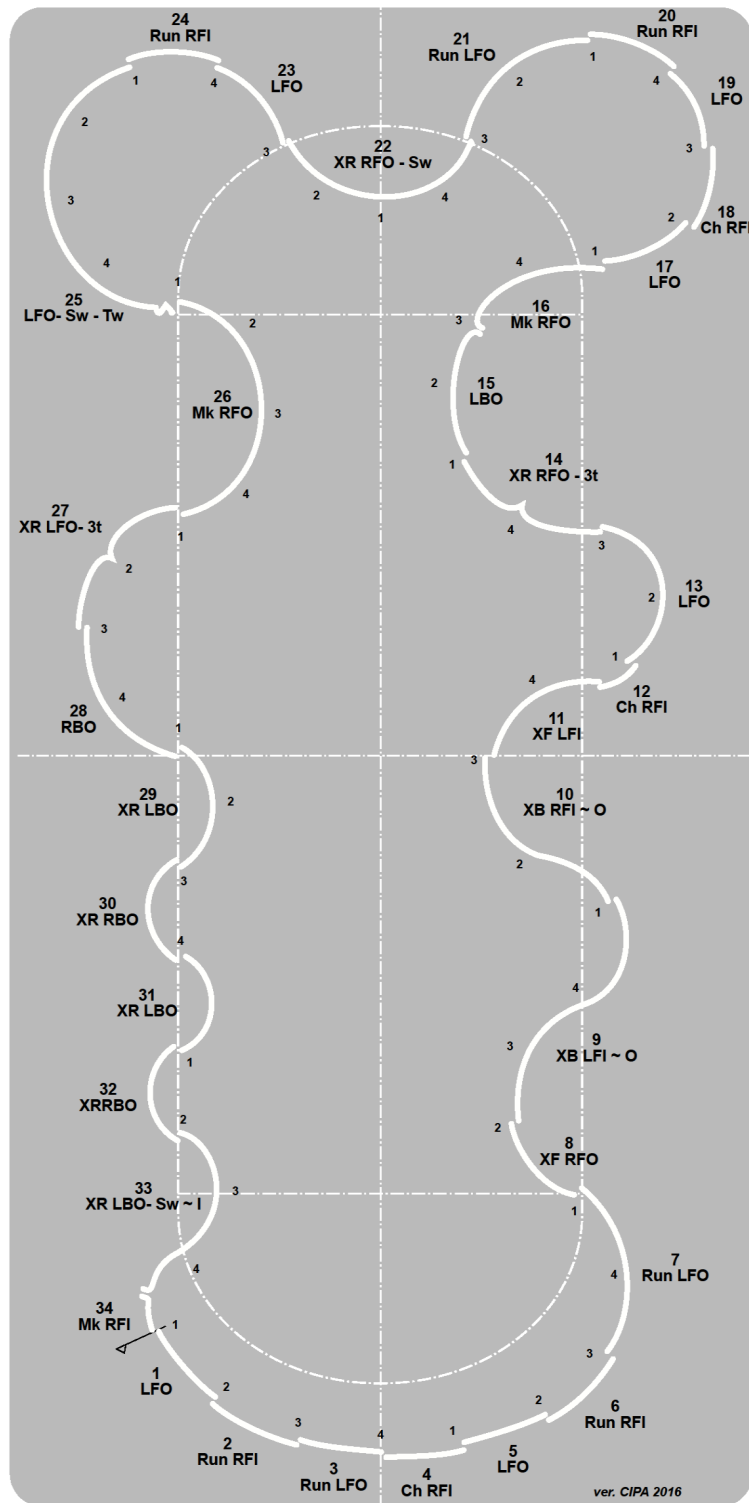 24
Run RFI
20
Run RFI
21
Run LFO
23
LFO
19
LFO
1
4
1
4
2
2
22
XR RFO - Sw
3
3
3
2
4
1
18
Ch RFI
2
3
4
1
4
1
17
LFO
25
LFO- Sw - Tw
16
Mk RFO
2
3
15
LBO
2
26
Mk RFO
3
14
XR RFO - 3t
1
4
27
XR LFO- 3t
4
1
3
2
13
LFO
2
3
1
12
Ch RFI
4
4
28
RBO
11
XF LFI
1
3
29
XR LBO
2
10
XB RFI ~ O
2
3
30
XR RBO
1
4
4
31
XR LBO
9
XB LFI ~ O
3
1
32
XRRBO
2
2
8
XF RFO
33
XR LBO- Sw ~ I
3
1
4
7
Run LFO
4
34
Mk RFI
1
3
1
LFO
2
2
6
Run RFI
3
4
1
5
LFO
2
Run RFI
3
Run LFO
4
Ch RFI
ver. CIPA 2016